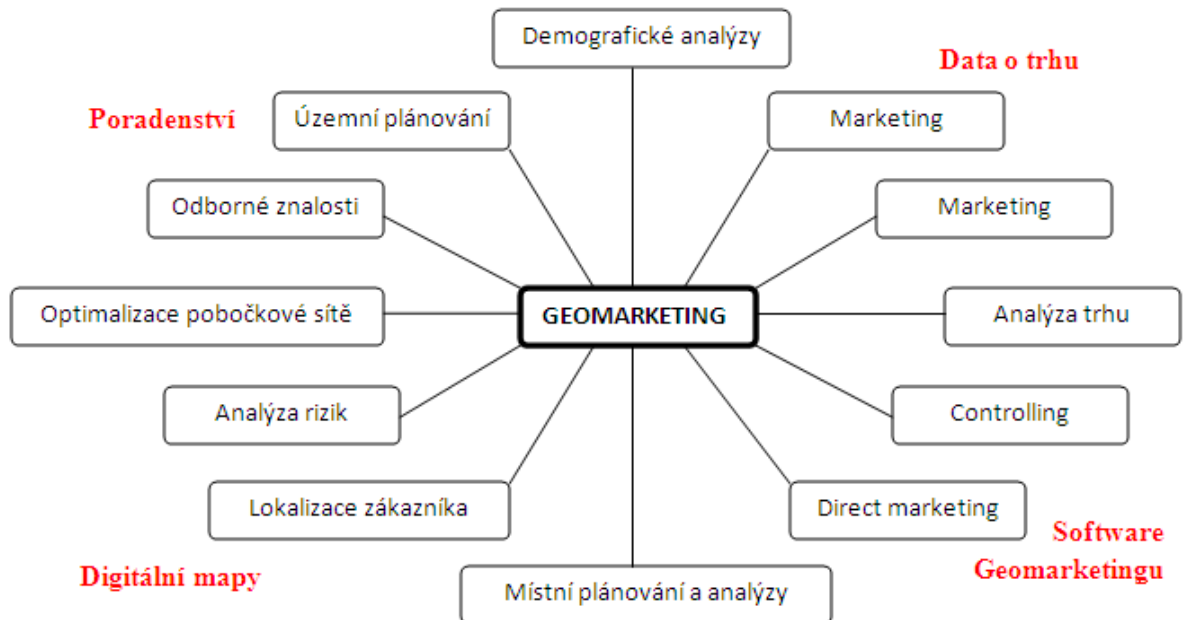 Demografické analýzy
Data o trhu
Poradenství
Územní plánování
Marketing
Odborné znalosti
Marketing
Optimalizace pobočkové sítě
GEOMARKETING
Analýza trhu
Analýza rizik
Controlling
Lokalizace zákazníka
Direct marketing
Software
Geomarketingu
Digitální mapy
Místní plánování a analýzy